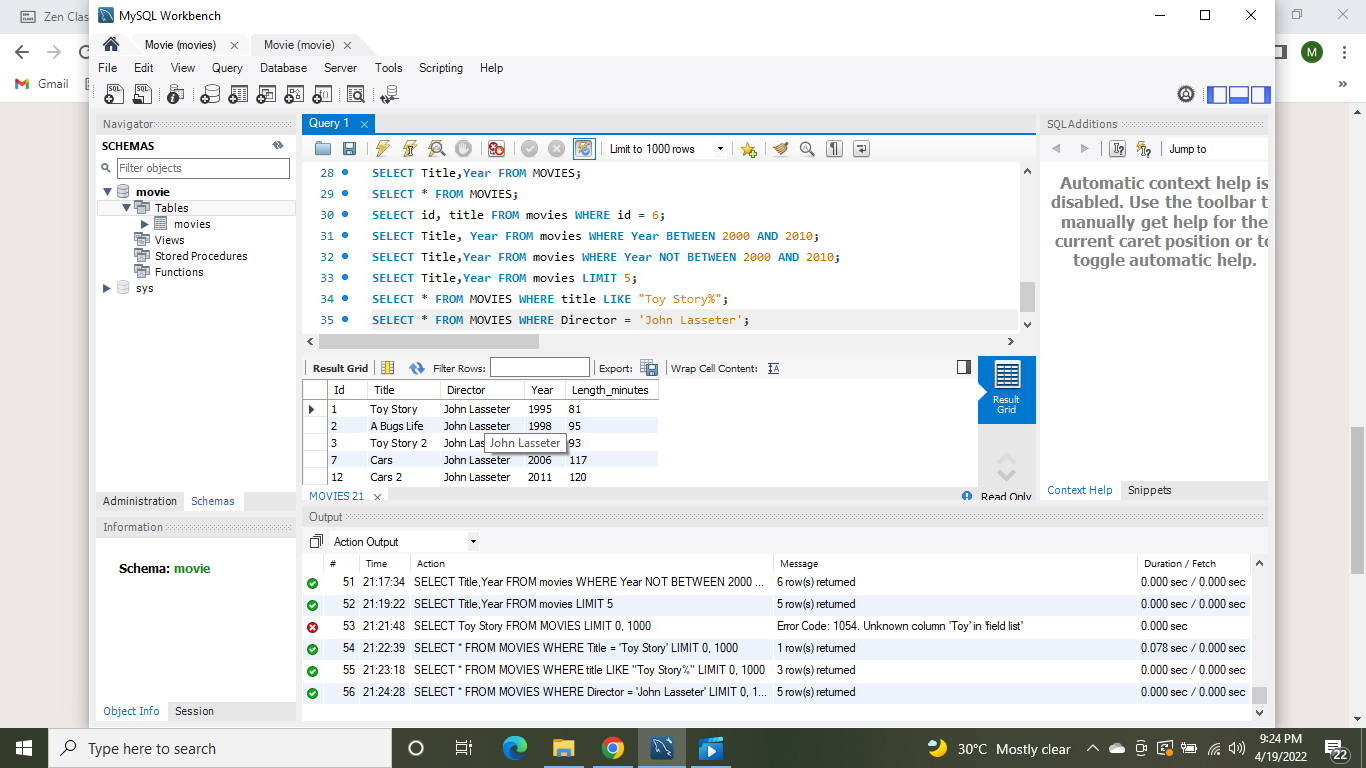 Zen Clas
MySQL Workbench
Movie (movies)
Movie (movie)
File Edit View Query Database Server Tools Scripting Help
M
Gmail
Navigator
Query 1
SQLAdditions
SCHEMAS
Filter objects
movie
Tables
movies
Views
Stored Procedures
Functions
sys
Administration Schemas
Information
Schema: movie
Object Info Session
Limit to 1000 rows
28 SELECT Title,Year FROM MOVIES;
29 SELECT * FROM MOVIES;
30 SELECT id, title FROM movies WHERE id = 6;
31 SELECT Title, Year FROM movies WHERE Year BETWEEN 2000 AND 2010;
32 SELECT Title,Year FROM movies WHERE Year NOT BETWEEN 2000 AND 2010;
33 SELECT Title,Year FROM movies LIMIT 5;
34 SELECT * FROM MOVIES WHERE title LIKE "Toy Story%";
35 SELECT * FROM MOVIES WHERE Director = 'John Lasseter';
Jump to
Automatic context help is
disabled. Use the toolbar t
manually get help for the
current caret position or to
toggle automatic help.
Context Help Snippets
Result Grid Filter Rows: Export: Wrap Cell Content:
Id Title Director Year Length_minutes
1 Toy Story John Lasseter 1995 81
2 A Bugs Life John Lasseter 1998 95
3 Toy Story 2 John Las 93
John Lasseter
7 Cars John Lasseter 2006 117
12 Cars 2 John Lasseter 2011 120
Result
Grid
MOVIES 21
Read Only
Output
Action Output
# Time Action Message Duration / Fetch
51 21:17:34 SELECT Title,Year FROM movies WHERE Year NOT BETWEEN 2000 ... 6 row(s) returned 0.000 sec / 0.000 sec
52 21:19:22 SELECT Title,Year FROM movies LIMIT 5 5 row(s) returned 0.000 sec / 0.000 sec
53 21:21:48 SELECT Toy Story FROM MOVIES LIMIT 0, 1000 Error Code: 1054. Unknown column 'Toy' in 'field list' 0.000 sec
54 21:22:39 SELECT * FROM MOVIES WHERE Title = 'Toy Story' LIMIT 0, 1000 1 row(s) returned 0.078 sec / 0.000 sec
55 21:23:18 SELECT * FROM MOVIES WHERE title LIKE "Toy Story%" LIMIT 0, 1000 3 row(s) returned 0.000 sec / 0.000 sec
56 21:24:28 SELECT * FROM MOVIES WHERE Director = 'John Lasseter' LIMIT 0, 1... 5 row(s) returned 0.000 sec / 0.000 sec
Type here to search
30°C Mostly clear
9:24 PM
4/19/2022
22